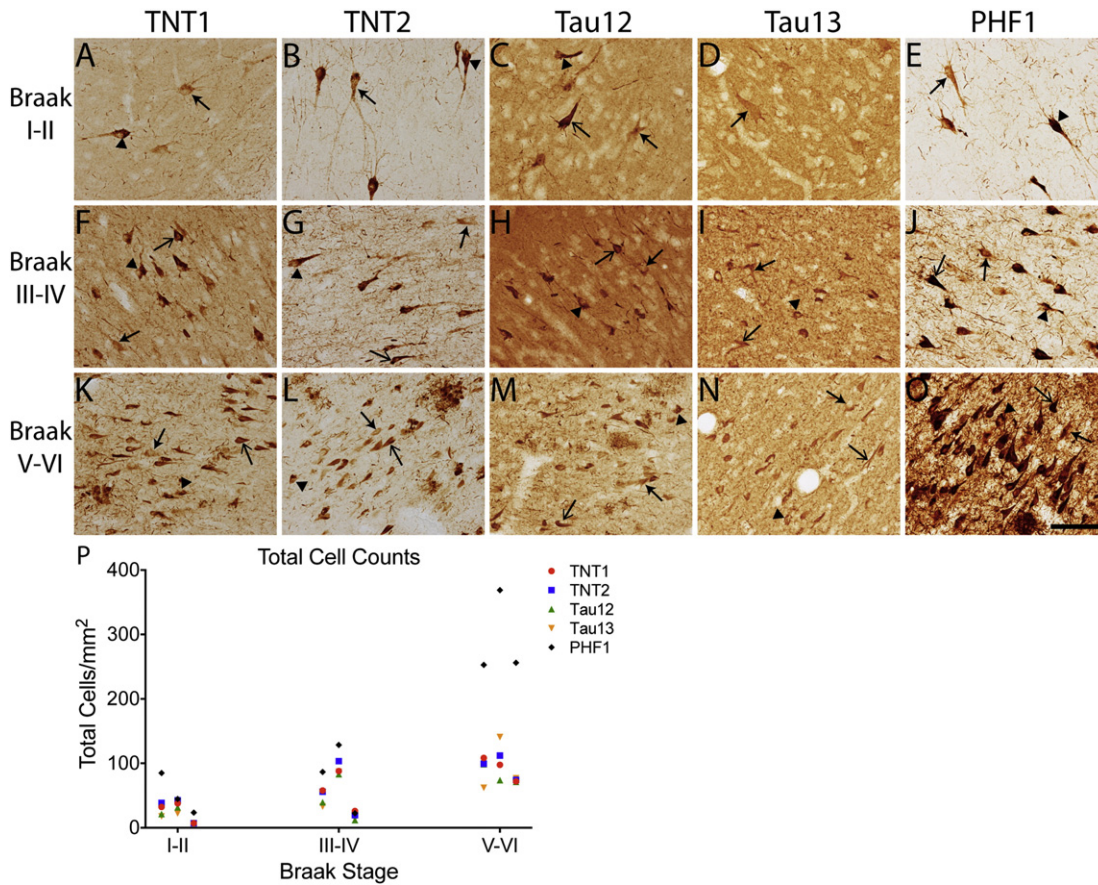 TNT1 TNT2 Tau12 Tau13 PHF1
A B C D E
Braak
I-II
F G H I J
Braak
III-IV
K L M N O
Braak
V-VI
P Total Cell Counts
400
300
200
100
0
Total Cells/mm²
I-II III-IV V-VI
Braak Stage
TNT1
TNT2
Tau12
Tau13
PHF1